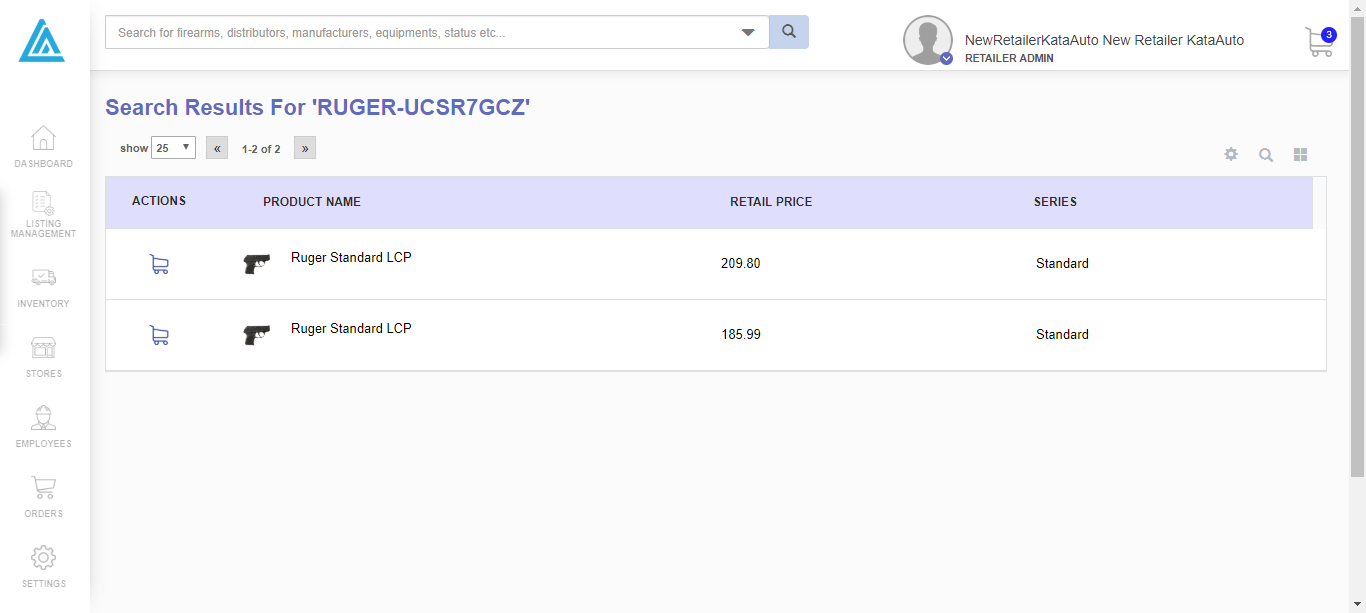 Search for firearms, distributors, manufacturers, equipments, status etc...
NewRetailerKataAuto New Retailer KataAuto
RETAILER ADMIN
3
DASHBOARD
LISTING
MANAGEMENT
INVENTORY
STORES
EMPLOYEES
ORDERS
SETTINGS
Search Results For 'RUGER-UCSR7GCZ'
show 25 « 1-2 of 2 »
ACTIONS PRODUCT NAME RETAIL PRICE SERIES
Ruger Standard LCP 209.80 Standard
Ruger Standard LCP 185.99 Standard